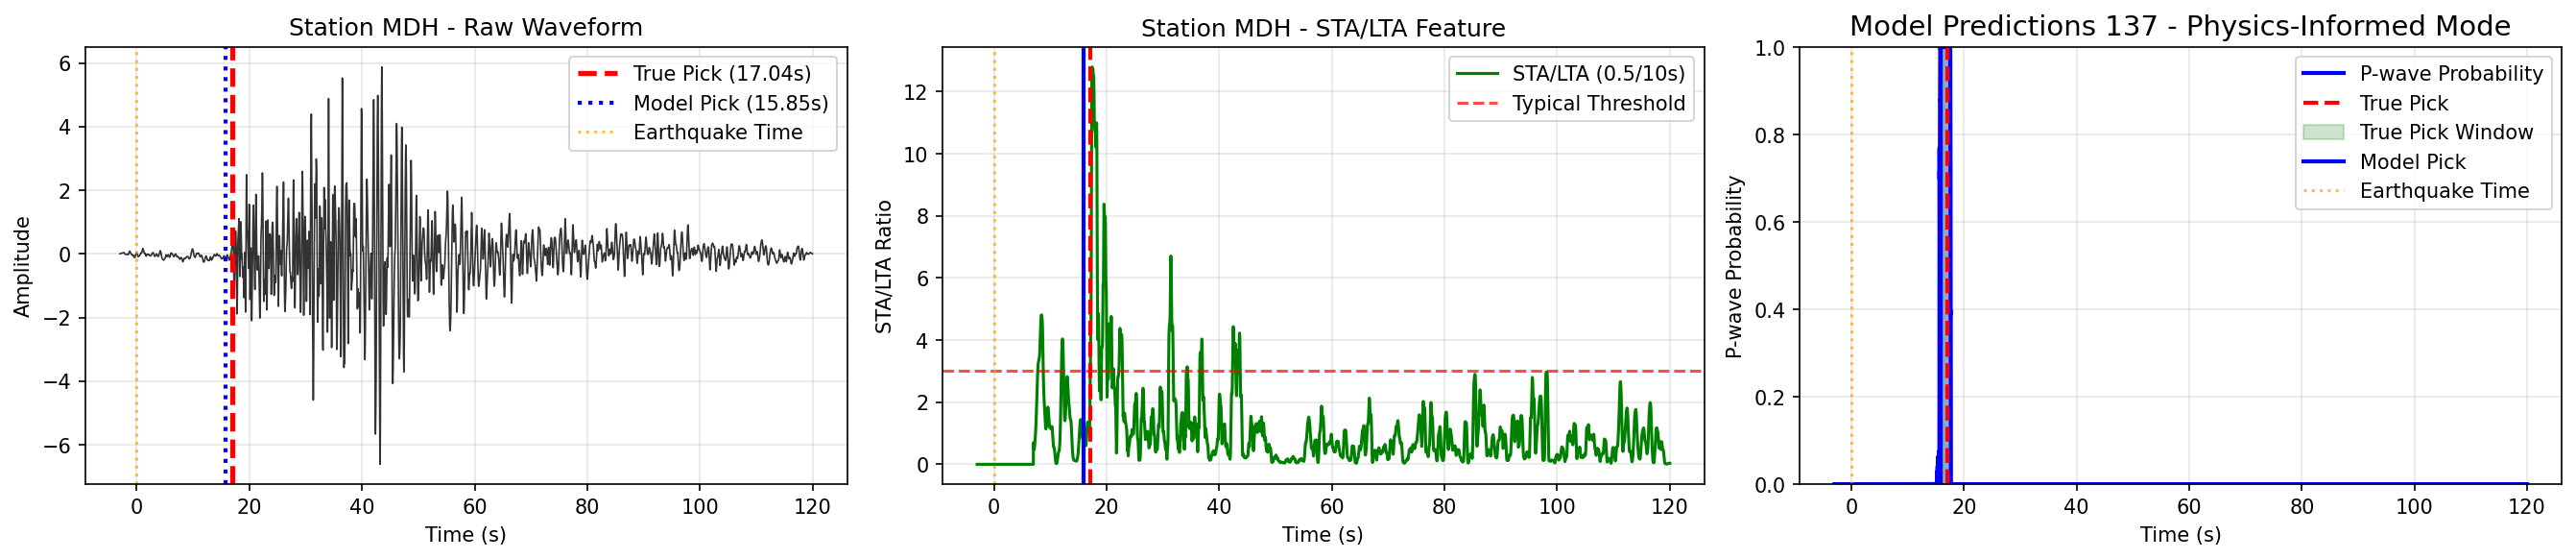 Station MDH - Raw Waveform
Amplitude
6
4
2
0
−2
−4
−6
True Pick (17.04s)
Model Pick (15.85s)
Earthquake Time
0
20
40
60
80
100
120
Time (s)
Station MDH - STA/LTA Feature
STA/LTA Ratio
12
10
8
6
4
2
0
STA/LTA (0.5/10s)
Typical Threshold
0
20
40
60
80
100
120
Time (s)
Model Predictions 137 - Physics-Informed Mode
P-wave Probability
1.0
0.8
0.6
0.4
0.2
0.0
P-wave Probability
True Pick
True Pick Window
Model Pick
Earthquake Time
0
20
40
60
80
100
120
Time (s)